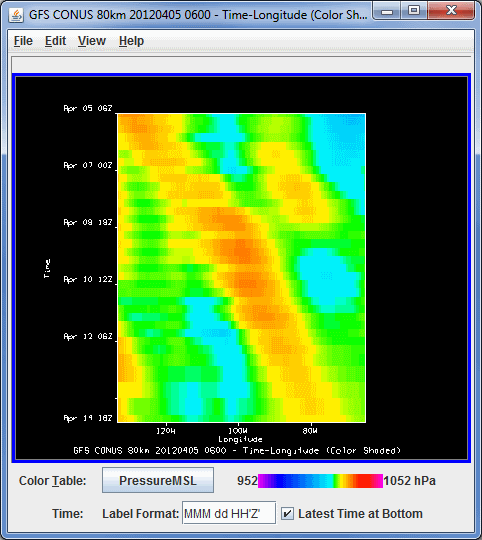 GFS CONUS 80km 20120405 0600 - Time-Longitude (Color Sh...
File Edit View Help
Apr 05 06Z
Apr 07 00Z
Apr 08 18Z
Time
Apr 10 12Z
Apr 12 06Z
Apr 14 18Z
120W 100W 80W
Longitude
GFS CONUS 80km 20120405 0600 - Time-Longitude (Color Shaded)
Color Table: PressureMSL 952 1052 hPa
Time: Label Format: MMM dd HH'Z' Latest Time at Bottom